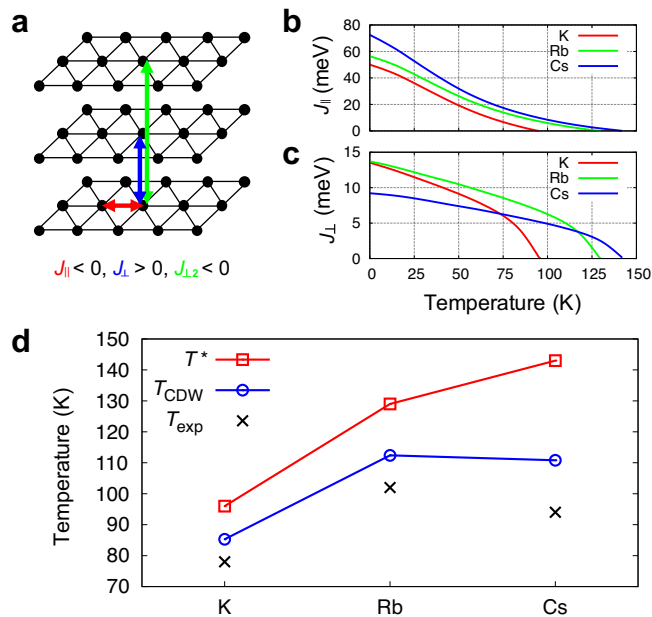 a
J∥ < 0, J⊥ > 0, J⊥2 < 0
b
J∥ (meV)
80
60
40
20
0
K
Rb
Cs
c
J⊥ (meV)
15
10
5
0
K
Rb
Cs
0 25 50 75 100 125 150
Temperature (K)
d
Temperature (K)
150
140
130
120
110
100
90
80
70
T*
TCDW
Texp
K Rb Cs